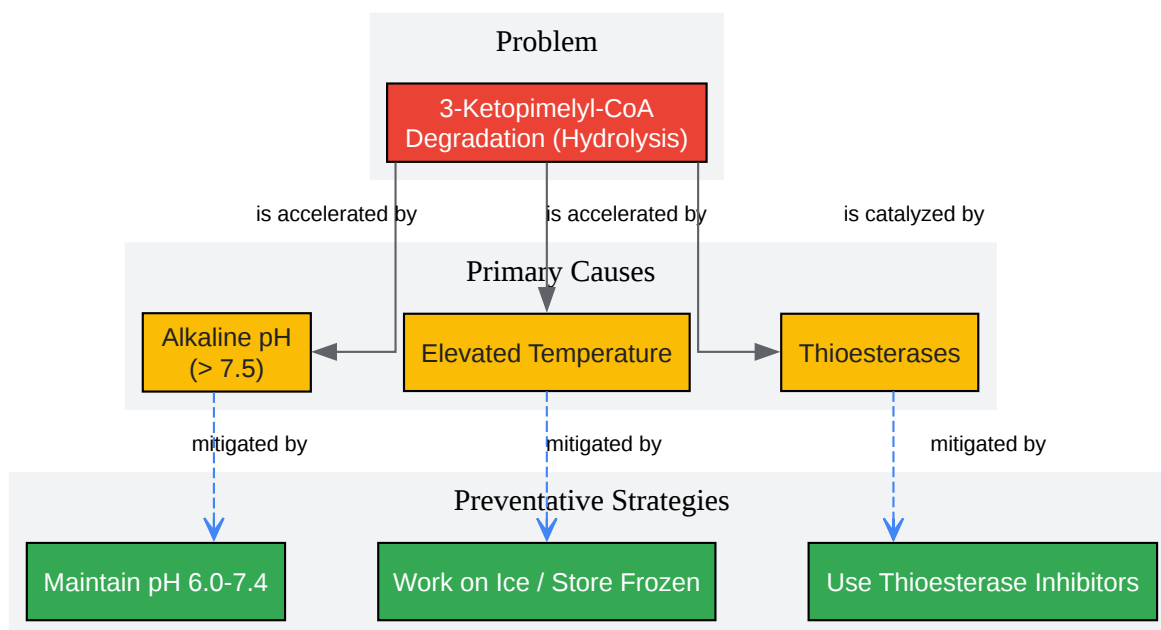 Problem
3-Ketopimelyl-CoA
Degradation (Hydrolysis)
is accelerated by
is accelerated by
is catalyzed by
Primary Causes
Alkaline pH
(> 7.5)
Elevated Temperature
Thioesterases
mitigated by
mitigated by
mitigated by
Preventative Strategies
Maintain pH 6.0-7.4
Work on Ice / Store Frozen
Use Thioesterase Inhibitors